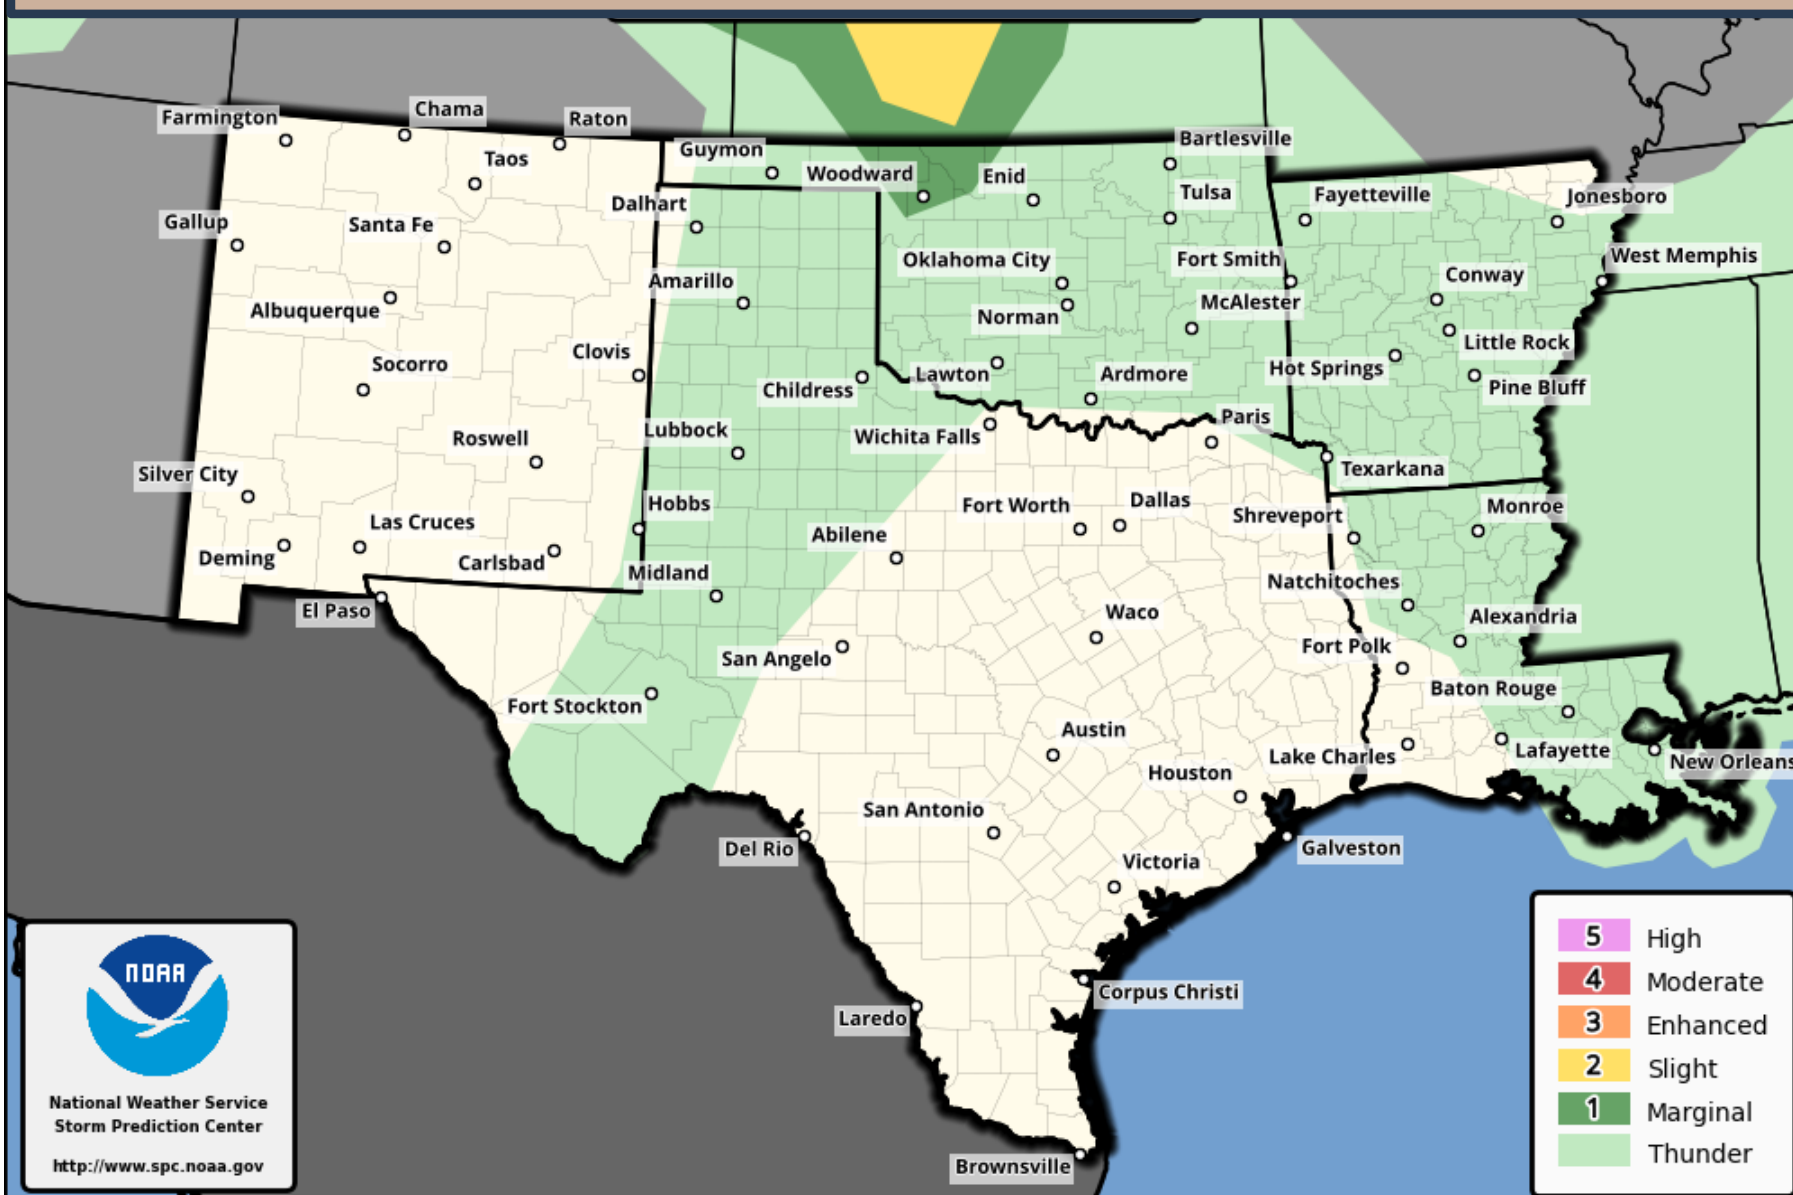 Farmington
Chama
Raton
Taos
Guymon
Woodward
Enid
Bartlesville
Tulsa
Fayetteville
Jonesboro
Gallup
Santa Fe
Dalhart
Oklahoma City
Fort Smith
West Memphis
Albuquerque
Amarillo
Norman
McAlester
Conway
Socorro
Clovis
Childress
Lawton
Ardmore
Hot Springs
Little Rock
Pine Bluff
Roswell
Lubbock
Wichita Falls
Paris
Texarkana
Silver City
Hobbs
Fort Worth
Dallas
Shreveport
Monroe
Deming
Las Cruces
Carlsbad
Midland
Abilene
Natchitoches
Alexandria
El Paso
San Angelo
Waco
Fort Polk
Baton Rouge
Fort Stockton
Austin
Houston
Lake Charles
Lafayette
New Orleans
San Antonio
Del Rio
Victoria
Galveston
Laredo
Corpus Christi
Brownsville
NOAA
National Weather Service
Storm Prediction Center
http://www.spc.noaa.gov
5 High
4 Moderate
3 Enhanced
2 Slight
1 Marginal
Thunder